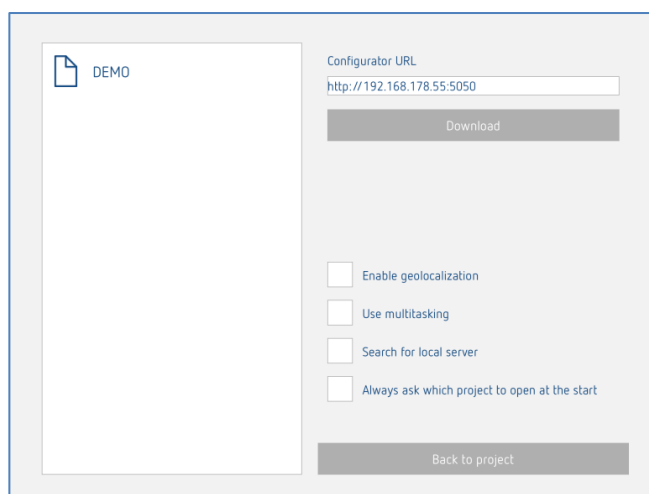 DEMO
Configurator URL
http://192.168.178.55:5050
Download
Enable geolocalization
Use multitasking
Search for local server
Always ask which project to open at the start
Back to project